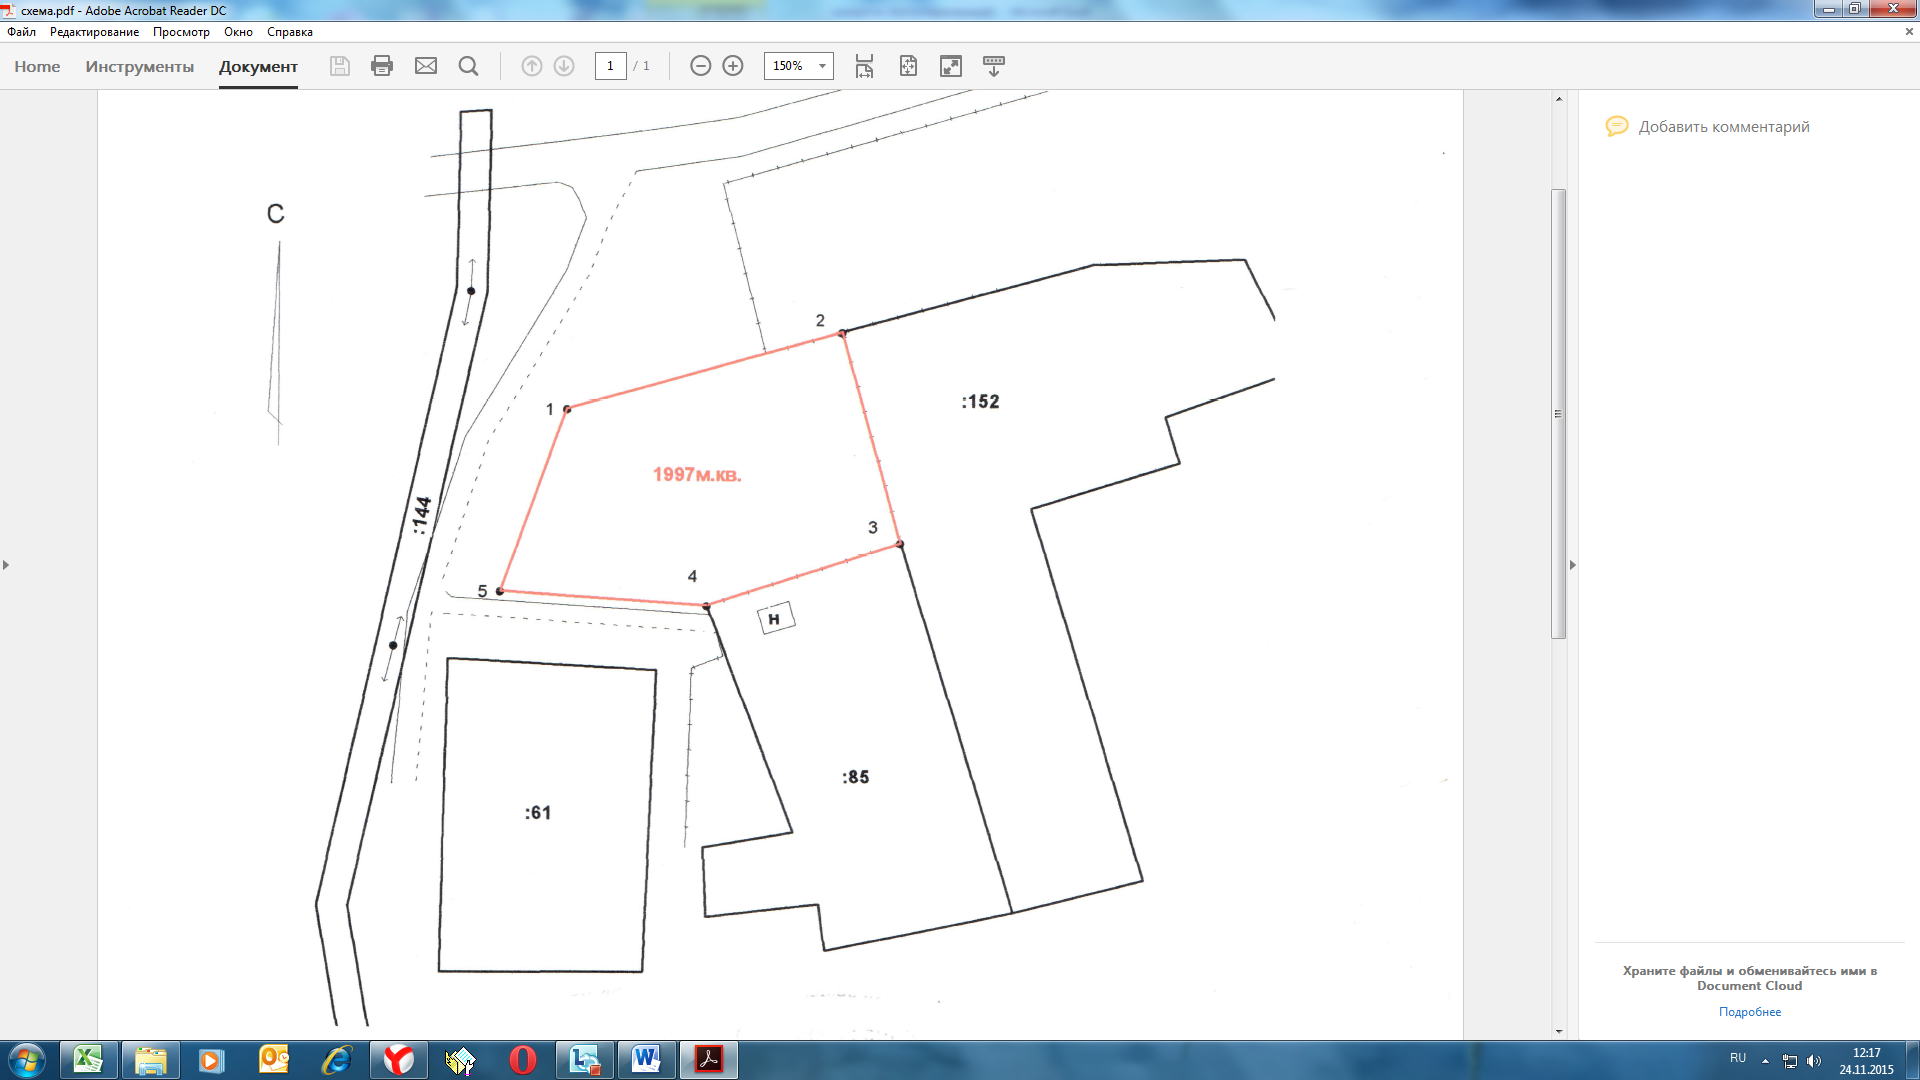 схема.pdf - Adobe Acrobat Reader DC
Файл Редактирование Просмотр Окно Справка
Home Инструменты Документ 1 / 1 150%
Добавить комментарий
С
2
1
:152
1997м.кв.
:144
3
4
5
Н
:85
:61
Храните файлы и обменивайтесь ими в
Document Cloud
Подробнее
RU 12:17
24.11.2015